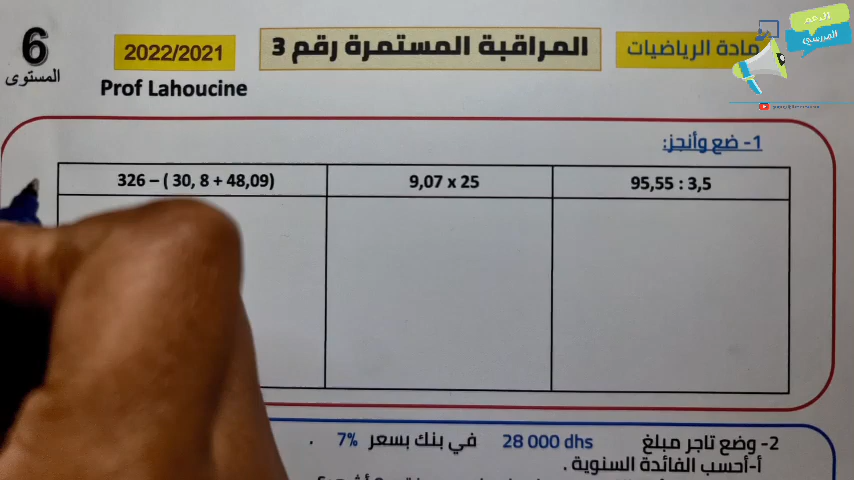 6
المستوى
2022/2021
المراقبة المستمرة رقم 3
مادة الرياضيات
الدعم
المدرسي
Prof Lahoucine
1- ضع وأنجز:
326 – ( 30, 8 + 48,09)
9,07 x 25
95,55 : 3,5
2- وضع تاجر مبلغ 28 000 dhs في بنك بسعر 7% .
أ-أحسب الفائدة السنوية .